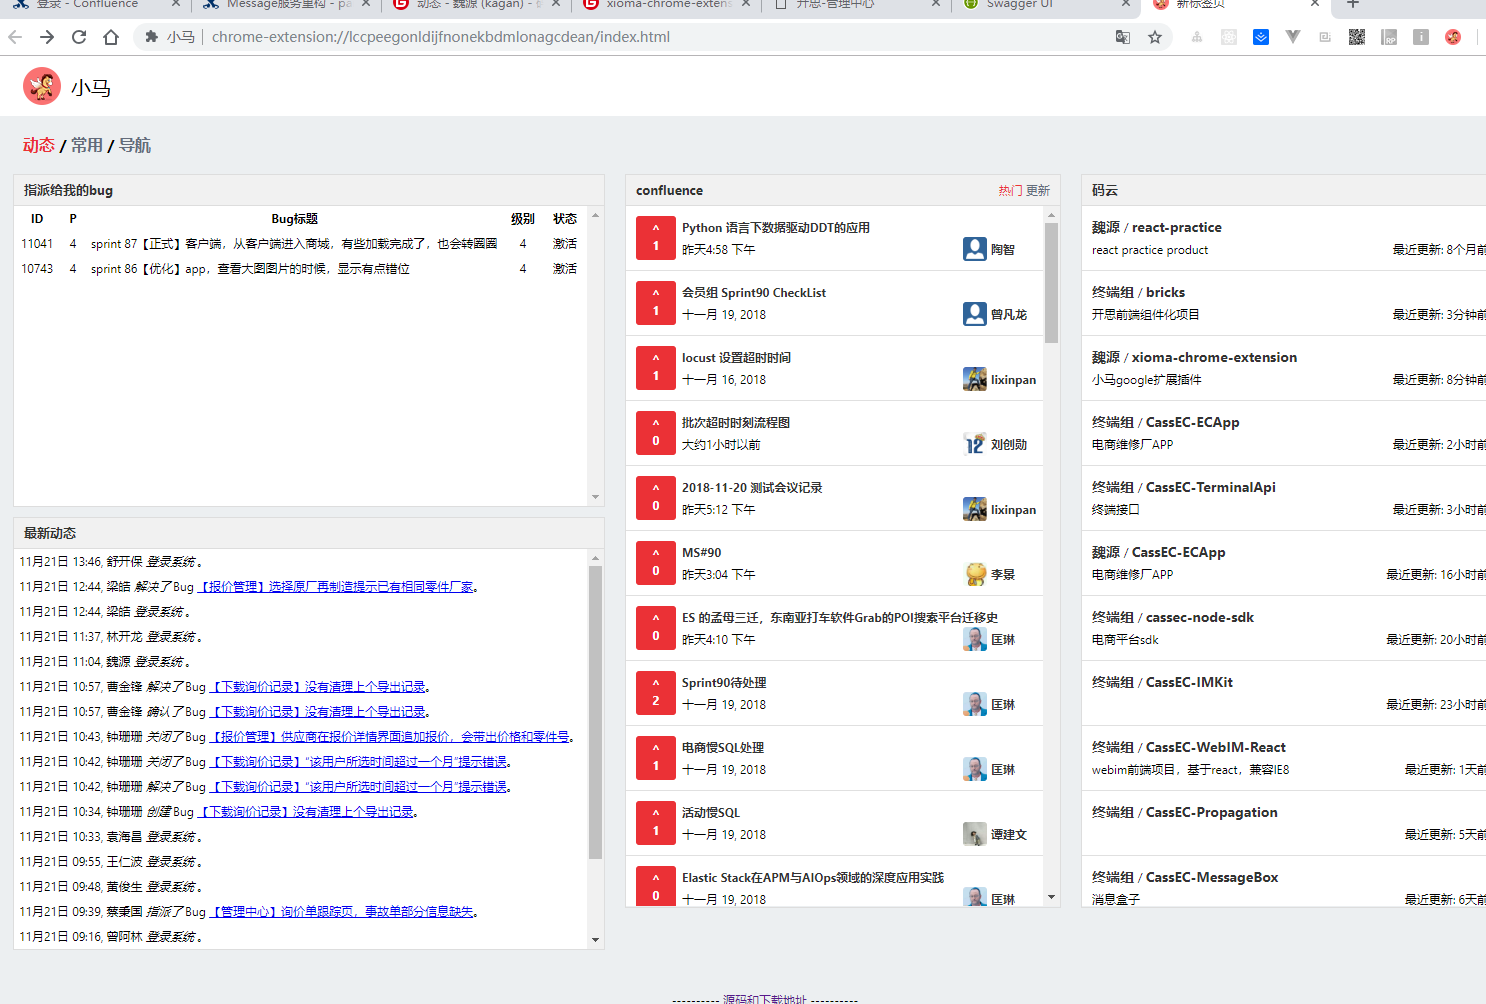 登录 - Confluence
Message服务重构 - pa
动态 - 魏源 (kagan) -
xioma-chrome-extens
开思-管理中心
Swagger UI
新标签页
小马 | chrome-extension://lccpeegonldijfnonekbdmlonagcdean/index.html
小马
动态 / 常用 / 导航
指派给我的bug
ID P Bug标题 级别 状态
11041 4 sprint 87【正式】客户端，从客户端进入商城，有些加载完成了，也会转圈圈 4 激活
10743 4 sprint 86【优化】app，查看大图图片的时候，显示有点错位 4 激活
最新动态
11月21日 13:46, 舒开保 登录系统 。
11月21日 12:44, 梁皓 解决了 Bug 【报价管理】选择原厂再制造提示已有相同零件厂家。
11月21日 12:44, 梁皓 登录系统 。
11月21日 11:37, 林开龙 登录系统 。
11月21日 11:04, 魏源 登录系统 。
11月21日 10:57, 曹金锋 解决了 Bug 【下载询价记录】没有清理上个导出记录。
11月21日 10:57, 曹金锋 确认了 Bug 【下载询价记录】没有清理上个导出记录。
11月21日 10:43, 钟珊珊 关闭了 Bug 【报价管理】供应商在报价详情界面追加报价，会带出价格和零件号。
11月21日 10:42, 钟珊珊 关闭了 Bug 【下载询价记录】“该用户所选时间超过一个月”提示错误。
11月21日 10:42, 钟珊珊 解决了 Bug 【下载询价记录】“该用户所选时间超过一个月”提示错误。
11月21日 10:34, 钟珊珊 创建 Bug 【下载询价记录】没有清理上个导出记录。
11月21日 10:33, 袁海昌 登录系统 。
11月21日 09:55, 王仁波 登录系统 。
11月21日 09:48, 黄俊生 登录系统 。
11月21日 09:39, 蔡秉国 指派了 Bug 【管理中心】询价单跟踪页，事故单部分信息缺失。
11月21日 09:16, 曾阿林 登录系统 。
confluence 热门 更新
^ Python 语言下数据驱动DDT的应用
1 昨天4:58 下午 陶智
^ 会员组 Sprint90 CheckList
1 十一月 19, 2018 曾凡龙
^ locust 设置超时时间
1 十一月 16, 2018 lixinpan
^ 批次超时时刻流程图
0 大约1小时以前 刘创勋
^ 2018-11-20 测试会议记录
0 昨天5:12 下午 lixinpan
^ MS#90
0 昨天3:04 下午 李景
^ ES 的孟母三迁，东南亚打车软件Grab的POI搜索平台迁移史
0 昨天4:10 下午 匡琳
^ Sprint90待处理
2 十一月 19, 2018 匡琳
^ 电商慢SQL处理
1 十一月 19, 2018 匡琳
^ 活动慢SQL
1 十一月 19, 2018 谭建文
^ Elastic Stack在APM与AIOps领域的深度应用实践
0 十一月 19, 2018 匡琳
码云
魏源 / react-practice
react practice product 最近更新: 8个月前
终端组 / bricks
开思前端组件化项目 最近更新: 3分钟前
魏源 / xioma-chrome-extension
小马google扩展插件 最近更新: 8分钟前
终端组 / CassEC-ECApp
电商维修厂APP 最近更新: 2小时前
终端组 / CassEC-TerminalApi
终端接口 最近更新: 3小时前
魏源 / CassEC-ECApp
电商维修厂APP 最近更新: 16小时前
终端组 / cassec-node-sdk
电商平台sdk 最近更新: 20小时前
终端组 / CassEC-IMKit
最近更新: 23小时前
终端组 / CassEC-WebIM-React
webim前端项目，基于react，兼容IE8 最近更新: 1天前
终端组 / CassEC-Propagation
最近更新: 5天前
终端组 / CassEC-MessageBox
消息盒子 最近更新: 6天前
---------- 源码和下载地址 ----------